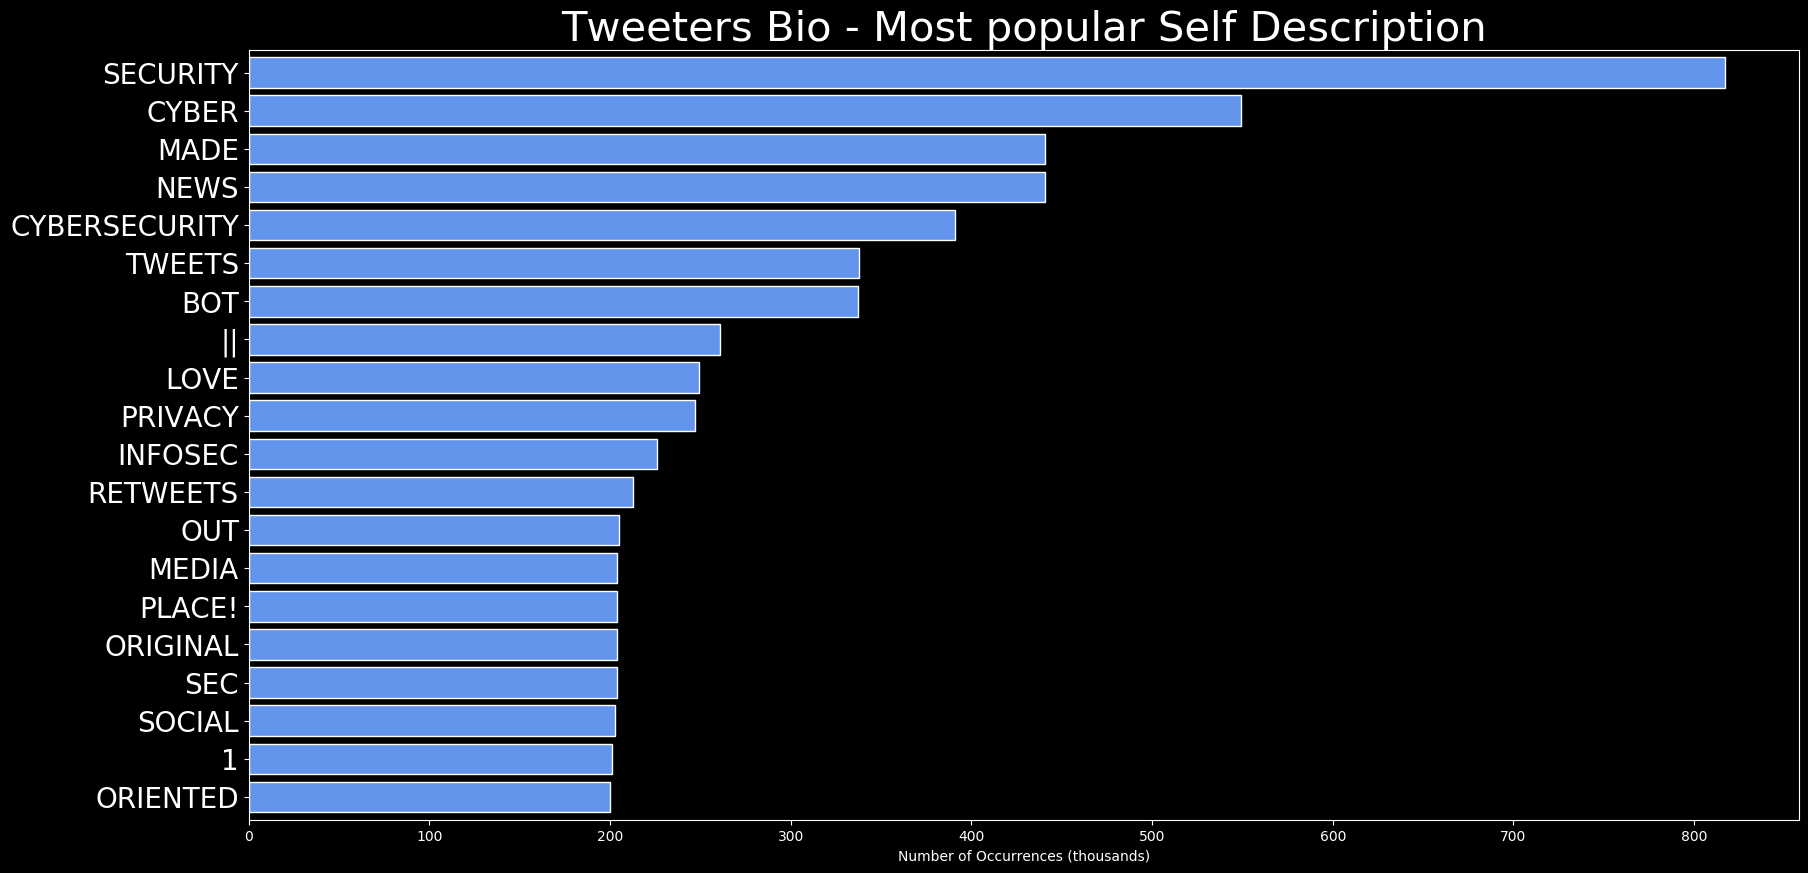 Tweeters Bio - Most popular Self Description
SECURITY
CYBER
MADE
NEWS
CYBERSECURITY
TWEETS
BOT
||
LOVE
PRIVACY
INFOSEC
RETWEETS
OUT
MEDIA
PLACE!
ORIGINAL
SEC
SOCIAL
1
ORIENTED
0 100 200 300 400 500 600 700 800
Number of Occurrences (thousands)